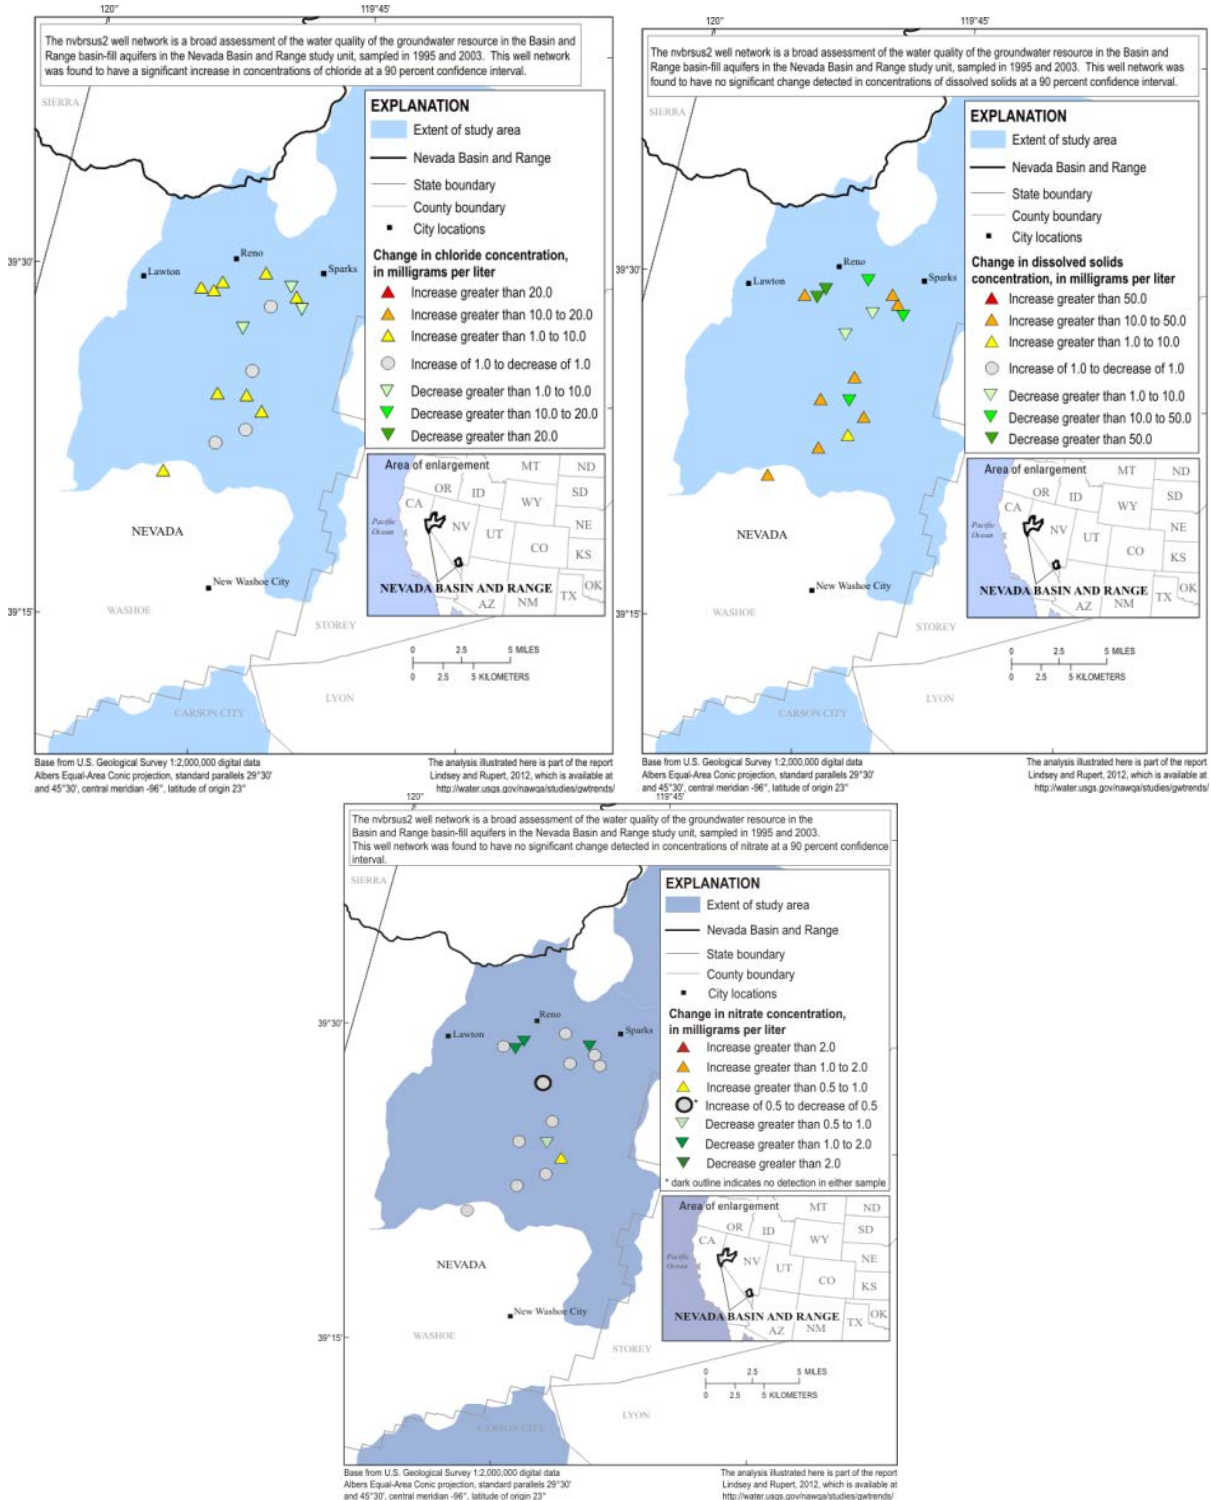 120°
119°45'
The nvbrsus2 well network is a broad assessment of the water quality of the groundwater resource in the Basin and
Range basin-fill aquifers in the Nevada Basin and Range study unit, sampled in 1995 and 2003. This well network
was found to have a significant increase in concentrations of chloride at a 90 percent confidence interval.
SIERRA
EXPLANATION
Extent of study area
Nevada Basin and Range
State boundary
County boundary
City locations
Change in chloride concentration,
in milligrams per liter
Increase greater than 20.0
Increase greater than 10.0 to 20.0
Increase greater than 1.0 to 10.0
Increase of 1.0 to decrease of 1.0
Decrease greater than 1.0 to 10.0
Decrease greater than 10.0 to 20.0
Decrease greater than 20.0
39°30'
Reno
Lawton
Sparks
Area of enlargement
MT
ND
OR
ID
SD
CA
WY
Pacific
Ocean
NV
UT
NE
CO
KS
NEVADA BASIN AND RANGE
OK
AZ
NM
TX
NEVADA
New Washoe City
39°15'
WASHOE
STOREY
0 2.5 5 MILES
0 2.5 5 KILOMETERS
LYON
CARSON CITY
Base from U.S. Geological Survey 1:2,000,000 digital data
Albers Equal-Area Conic projection, standard parallels 29°30'
and 45°30', central meridian -96°, latitude of origin 23°
The analysis illustrated here is part of the report
Lindsey and Rupert, 2012, which is available at
http://water.usgs.gov/nawqa/studies/gwtrends/
120°
119°45'
The nvbrsus2 well network is a broad assessment of the water quality of the groundwater resource in the Basin and
Range basin-fill aquifers in the Nevada Basin and Range study unit, sampled in 1995 and 2003. This well network was
found to have no significant change detected in concentrations of dissolved solids at a 90 percent confidence interval.
SIERRA
EXPLANATION
Extent of study area
Nevada Basin and Range
State boundary
County boundary
City locations
Change in dissolved solids
concentration, in milligrams per liter
Increase greater than 50.0
Increase greater than 10.0 to 50.0
Increase greater than 1.0 to 10.0
Increase of 1.0 to decrease of 1.0
Decrease greater than 1.0 to 10.0
Decrease greater than 10.0 to 50.0
Decrease greater than 50.0
39°30'
Reno
Lawton
Sparks
Area of enlargement
MT
ND
OR
ID
SD
CA
WY
Pacific
Ocean
NV
UT
NE
CO
KS
NEVADA BASIN AND RANGE
OK
AZ
NM
TX
NEVADA
New Washoe City
39°15'
WASHOE
STOREY
0 2.5 5 MILES
0 2.5 5 KILOMETERS
LYON
CARSON CITY
Base from U.S. Geological Survey 1:2,000,000 digital data
Albers Equal-Area Conic projection, standard parallels 29°30'
and 45°30', central meridian -96°, latitude of origin 23°
The analysis illustrated here is part of the report
Lindsey and Rupert, 2012, which is available at
http://water.usgs.gov/nawqa/studies/gwtrends/
120°
119°45'
The nvbrsus2 well network is a broad assessment of the water quality of the groundwater resource in the
Basin and Range basin-fill aquifers in the Nevada Basin and Range study unit, sampled in 1995 and 2003.
This well network was found to have no significant change detected in concentrations of nitrate at a 90 percent confidence
interval.
SIERRA
EXPLANATION
Extent of study area
Nevada Basin and Range
State boundary
County boundary
City locations
Change in nitrate concentration,
in milligrams per liter
Increase greater than 2.0
Increase greater than 1.0 to 2.0
Increase greater than 0.5 to 1.0
* Increase of 0.5 to decrease of 0.5
Decrease greater than 0.5 to 1.0
Decrease greater than 1.0 to 2.0
Decrease greater than 2.0
* dark outline indicates no detection in either sample
39°30'
Reno
Lawton
Sparks
Area of enlargement
MT
ND
OR
ID
SD
CA
WY
Pacific
Ocean
NV
UT
NE
CO
KS
NEVADA BASIN AND RANGE
OK
AZ
NM
TX
NEVADA
New Washoe City
39°15'
WASHOE
STOREY
0 2.5 5 MILES
0 2.5 5 KILOMETERS
LYON
CARSON CITY
Base from U.S. Geological Survey 1:2,000,000 digital data
Albers Equal-Area Conic projection, standard parallels 29°30'
and 45°30', central meridian -96°, latitude of origin 23°
The analysis illustrated here is part of the report
Lindsey and Rupert, 2012, which is available at
http://water.usgs.gov/nawqa/studies/gwtrends/